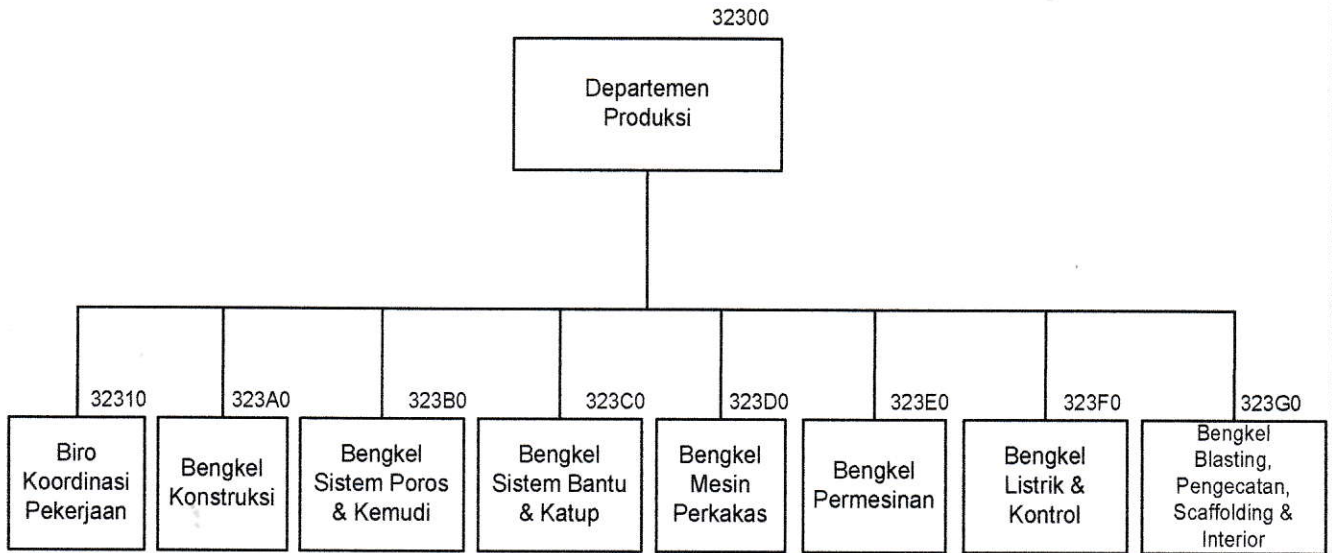 32300
Departemen
Produksi
32310
Biro
Koordinasi
Pekerjaan
323A0
Bengkel
Konstruksi
323B0
Bengkel
Sistem Poros
& Kemudi
323C0
Bengkel
Sistem Bantu
& Katup
323D0
Bengkel
Mesin
Perkakas
323E0
Bengkel
Permesinan
323F0
Bengkel
Listrik &
Kontrol
323G0
Bengkel
Blasting,
Pengecatan,
Scaffolding &
Interior